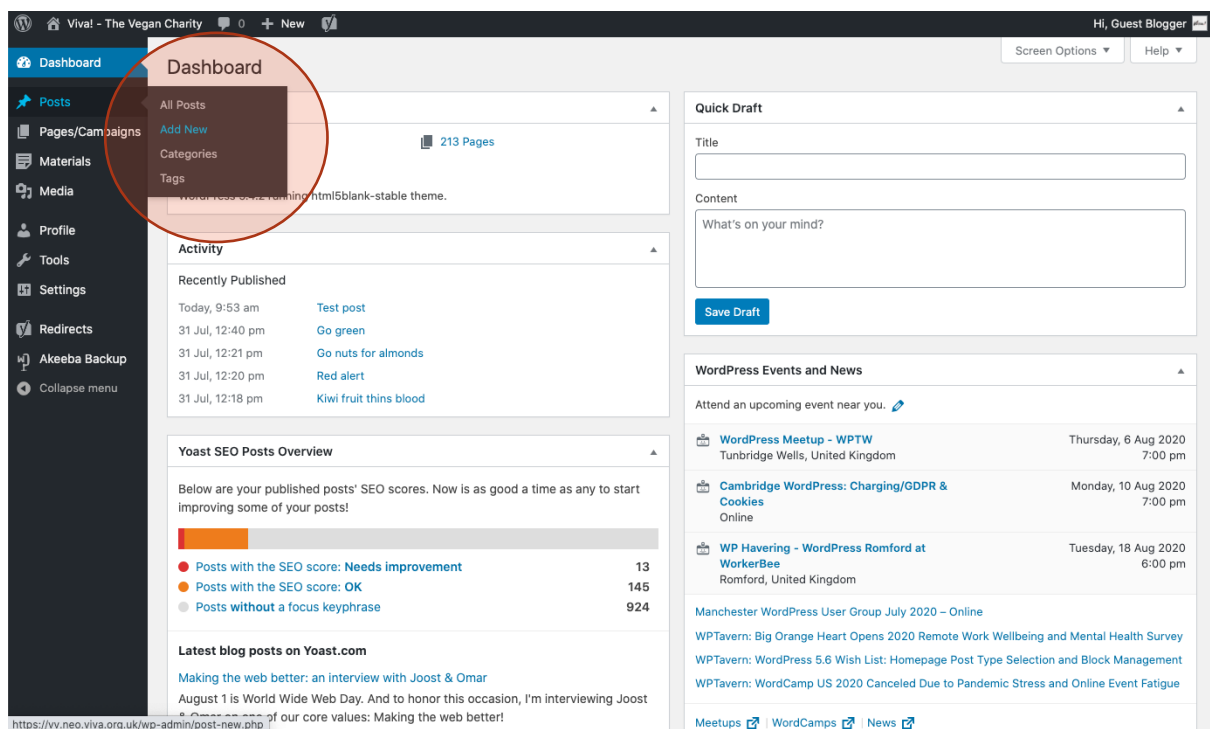 Viva! - The Vegan Charity 0 + New Hi, Guest Blogger
Screen Options ▼ Help ▼
Dashboard
Posts
Pages/Campaigns
Materials
Media
Profile
Tools
Settings
Redirects
Akeeba Backup
Collapse menu
Dashboard
All Posts
Add New
Categories
Tags
213 Pages
WordPress 5.4.2 running html5blank-stable theme.
Activity
Recently Published
Today, 9:53 am Test post
31 Jul, 12:40 pm Go green
31 Jul, 12:21 pm Go nuts for almonds
31 Jul, 12:20 pm Red alert
31 Jul, 12:18 pm Kiwi fruit thins blood
Yoast SEO Posts Overview
Below are your published posts' SEO scores. Now is as good a time as any to start
improving some of your posts!
Posts with the SEO score: Needs improvement 13
Posts with the SEO score: OK 145
Posts without a focus keyphrase 924
Latest blog posts on Yoast.com
Making the web better: an interview with Joost & Omar
August 1 is World Wide Web Day. And to honor this occasion, I'm interviewing Joost
& Omar on one of our core values: Making the web better!
https://vv.neo.viva.org.uk/wp-admin/post-new.php
Quick Draft
Title
Content
What's on your mind?
Save Draft
WordPress Events and News
Attend an upcoming event near you.
WordPress Meetup - WPTW Thursday, 6 Aug 2020
Tunbridge Wells, United Kingdom 7:00 pm
Cambridge WordPress: Charging/GDPR & Monday, 10 Aug 2020
Cookies 7:00 pm
Online
WP Havering - WordPress Romford at Tuesday, 18 Aug 2020
WorkerBee 6:00 pm
Romford, United Kingdom
Manchester WordPress User Group July 2020 – Online
WPTavern: Big Orange Heart Opens 2020 Remote Work Wellbeing and Mental Health Survey
WPTavern: WordPress 5.6 Wish List: Homepage Post Type Selection and Block Management
WPTavern: WordCamp US 2020 Canceled Due to Pandemic Stress and Online Event Fatigue
Meetups | WordCamps | News